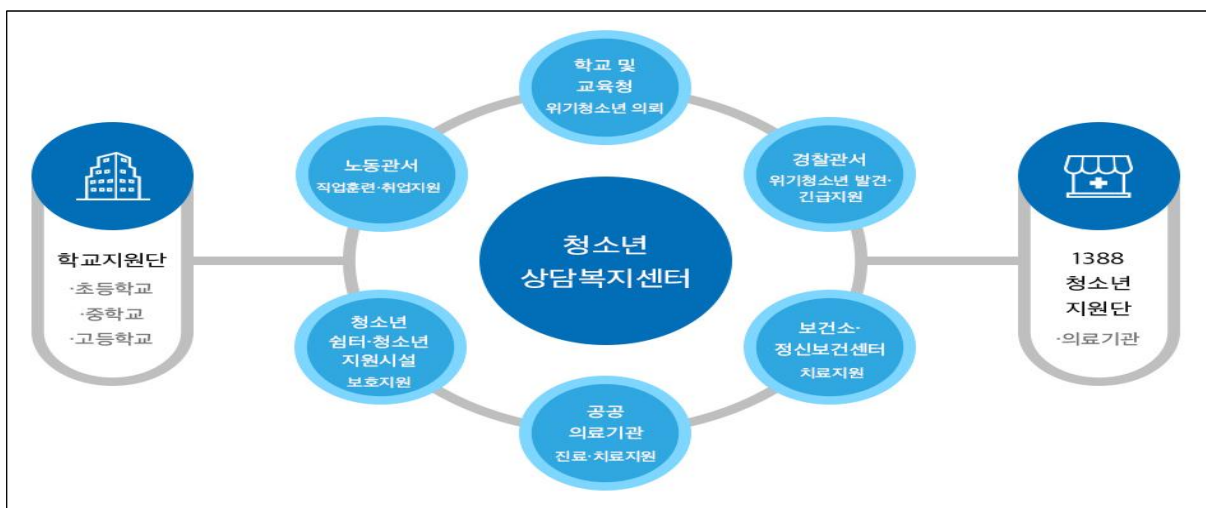 학교 및
교육청
위기청소년 의뢰
노동관서
직업훈련·취업지원
경찰관서
위기청소년 발견·
긴급지원
청소년
상담복지센터
학교지원단
·초등학교
·중학교
·고등학교
1388
청소년
지원단
·의료기관
청소년
쉼터·청소년
지원시설
보호지원
보건소·
정신보건센터
치료지원
공공
의료기관
진료·치료지원